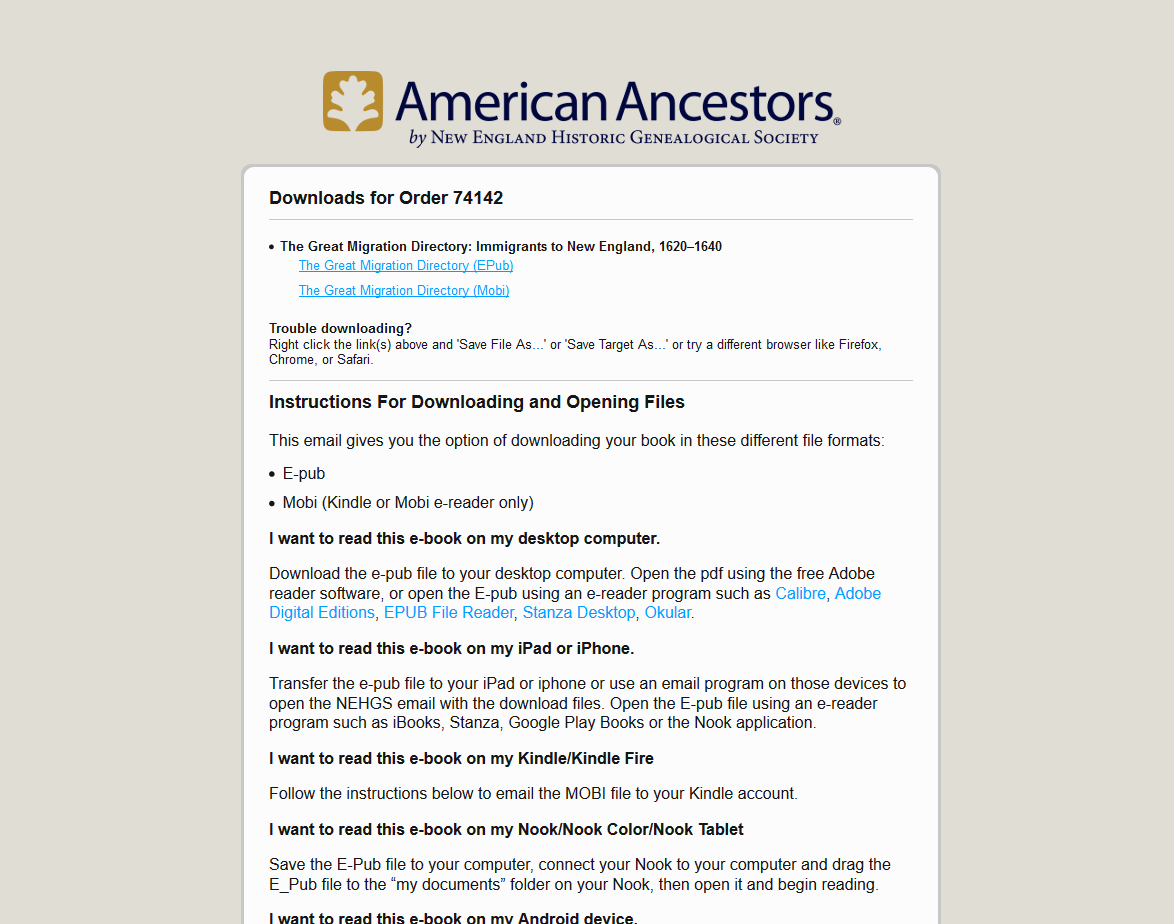 American Ancestors®
by New England Historic Genealogical Society
Downloads for Order 74142
• The Great Migration Directory: Immigrants to New England, 1620–1640
The Great Migration Directory (EPub)
The Great Migration Directory (Mobi)
Trouble downloading?
Right click the link(s) above and 'Save File As...' or 'Save Target As...' or try a different browser like Firefox,
Chrome, or Safari.
Instructions For Downloading and Opening Files
This email gives you the option of downloading your book in these different file formats:
• E-pub
• Mobi (Kindle or Mobi e-reader only)
I want to read this e-book on my desktop computer.
Download the e-pub file to your desktop computer. Open the pdf using the free Adobe
reader software, or open the E-pub using an e-reader program such as Calibre, Adobe
Digital Editions, EPUB File Reader, Stanza Desktop, Okular.
I want to read this e-book on my iPad or iPhone.
Transfer the e-pub file to your iPad or iphone or use an email program on those devices to
open the NEHGS email with the download files. Open the E-pub file using an e-reader
program such as iBooks, Stanza, Google Play Books or the Nook application.
I want to read this e-book on my Kindle/Kindle Fire
Follow the instructions below to email the MOBI file to your Kindle account.
I want to read this e-book on my Nook/Nook Color/Nook Tablet
Save the E-Pub file to your computer, connect your Nook to your computer and drag the
E_Pub file to the “my documents” folder on your Nook, then open it and begin reading.
I want to read this e-book on my Android device.